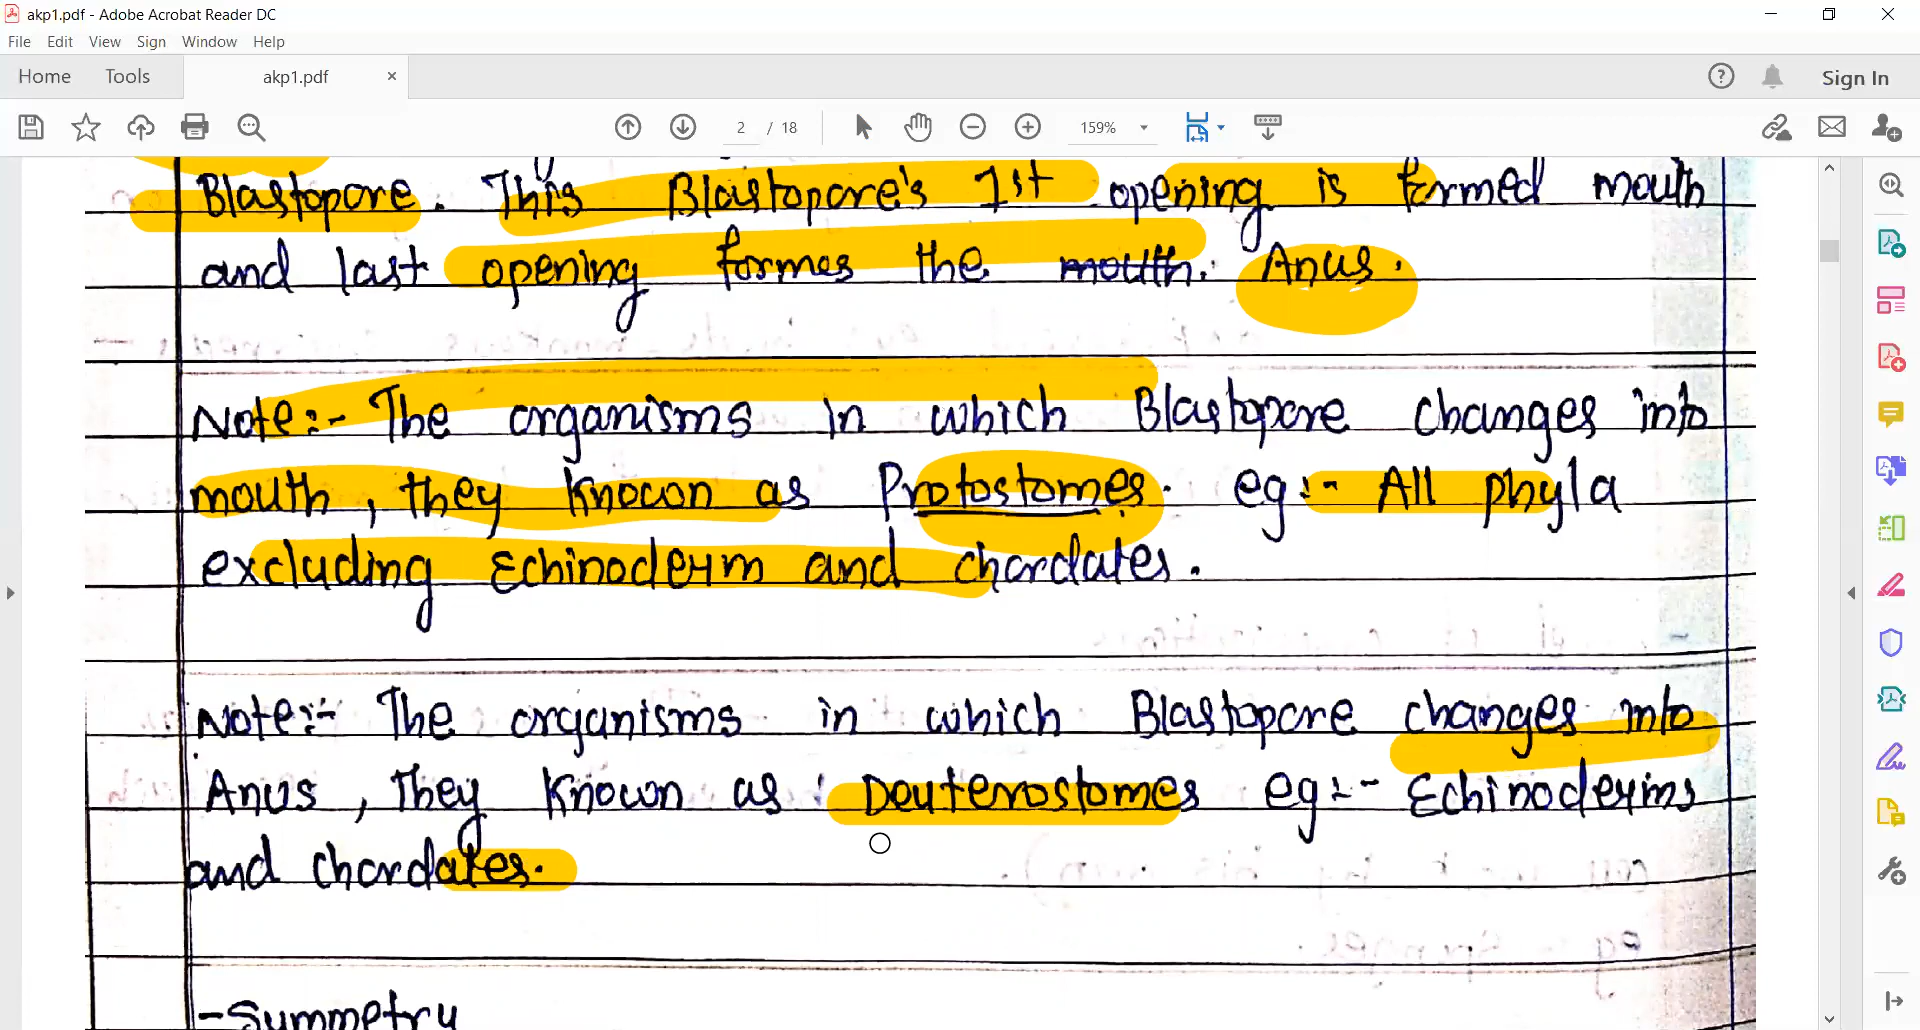 akp1.pdf - Adobe Acrobat Reader DC
File Edit View Sign Window Help
Home Tools akp1.pdf × Sign In
2 / 18 159%
Blastopore. This Blastopore's 1st opening is formed mouth
and last opening formes the mouth. Anus.
Note:- The organisms in which Blastopore changes into
mouth, they known as Protostomes. eg:- All phyla
excluding Echinoderm and chordates.
Note:- The organisms in which Blastopore changes into
Anus, They known as Deuterostomes eg:- Echinoderms
and chordates.
-Symmetry